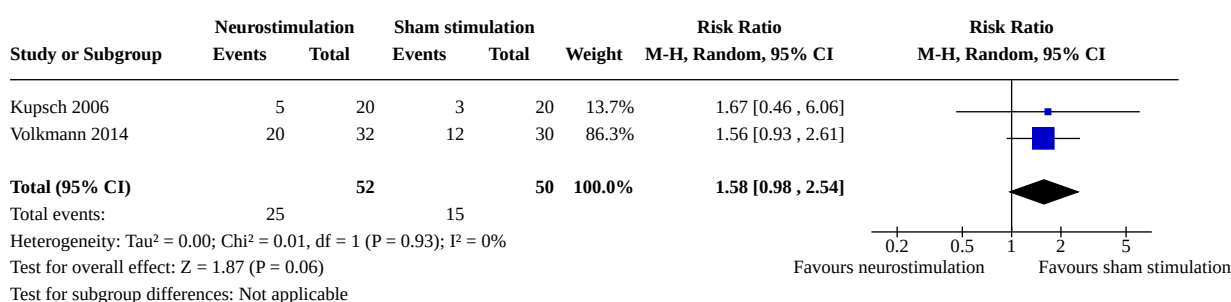 Neurostimulation Sham stimulation Risk Ratio Risk Ratio
Study or Subgroup Events Total Events Total Weight M-H, Random, 95% CI M-H, Random, 95% CI
Kupsch 2006 5 20 3 20 13.7% 1.67 [0.46 , 6.06]
Volkmann 2014 20 32 12 30 86.3% 1.56 [0.93 , 2.61]
Total (95% CI) 52 50 100.0% 1.58 [0.98 , 2.54]
Total events: 25 15
Heterogeneity: Tau² = 0.00; Chi² = 0.01, df = 1 (P = 0.93); I² = 0%
0.2 0.5 1 2 5
Test for overall effect: Z = 1.87 (P = 0.06) Favours neurostimulation Favours sham stimulation
Test for subgroup differences: Not applicable